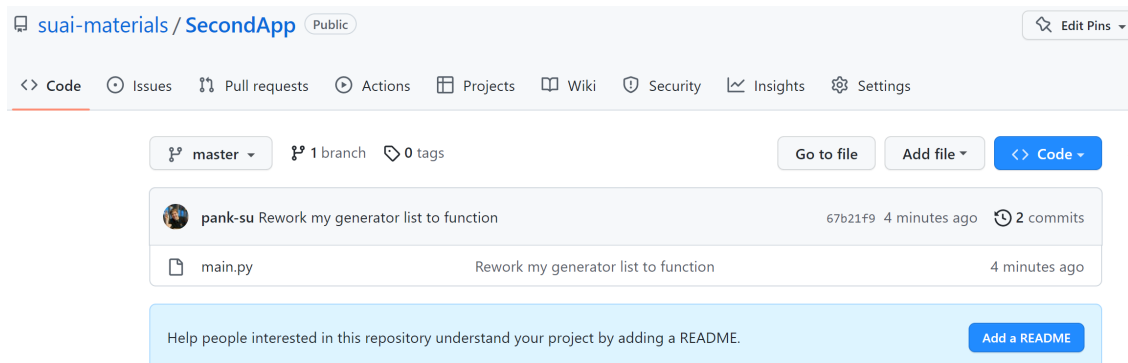 suai-materials / SecondApp Public Edit Pins
Code Issues Pull requests Actions Projects Wiki Security Insights Settings
master 1 branch 0 tags Go to file Add file Code
pank-su Rework my generator list to function 67b21f9 4 minutes ago 2 commits
main.py Rework my generator list to function 4 minutes ago
Help people interested in this repository understand your project by adding a README. Add a README